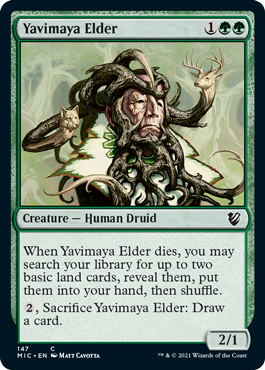 Yavimaya Elder 1
Creature — Human Druid
When Yavimaya Elder dies, you may
search your library for up to two
basic land cards, reveal them, put
them into your hand, then shuffle.
2, Sacrifice Yavimaya Elder: Draw
a card.
2/1
147 C
MIC • EN MATT CAVOTTA
™ & © 2021 Wizards of the Coast